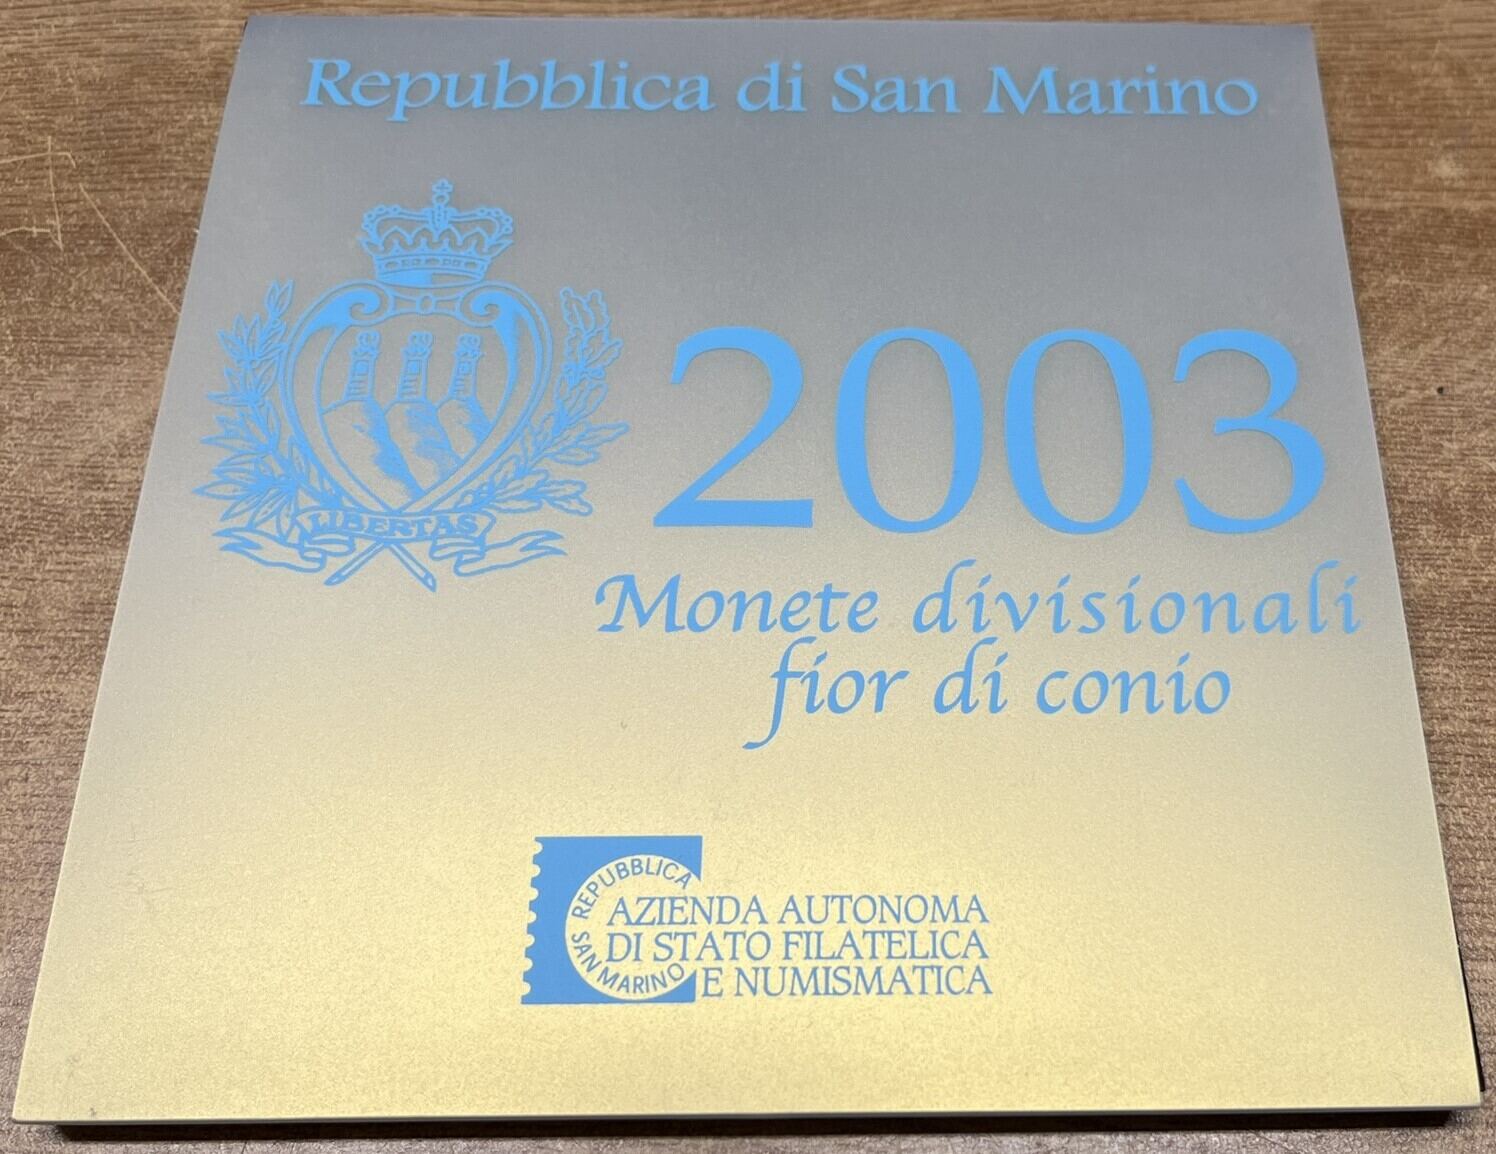 Repubblica di San Marino
LIBERTAS
2003
Monete divisionali
fior di conio
REPUBBLICA
SAN MARINO
AZIENDA AUTONOMA
DI STATO FILATELICA
E NUMISMATICA